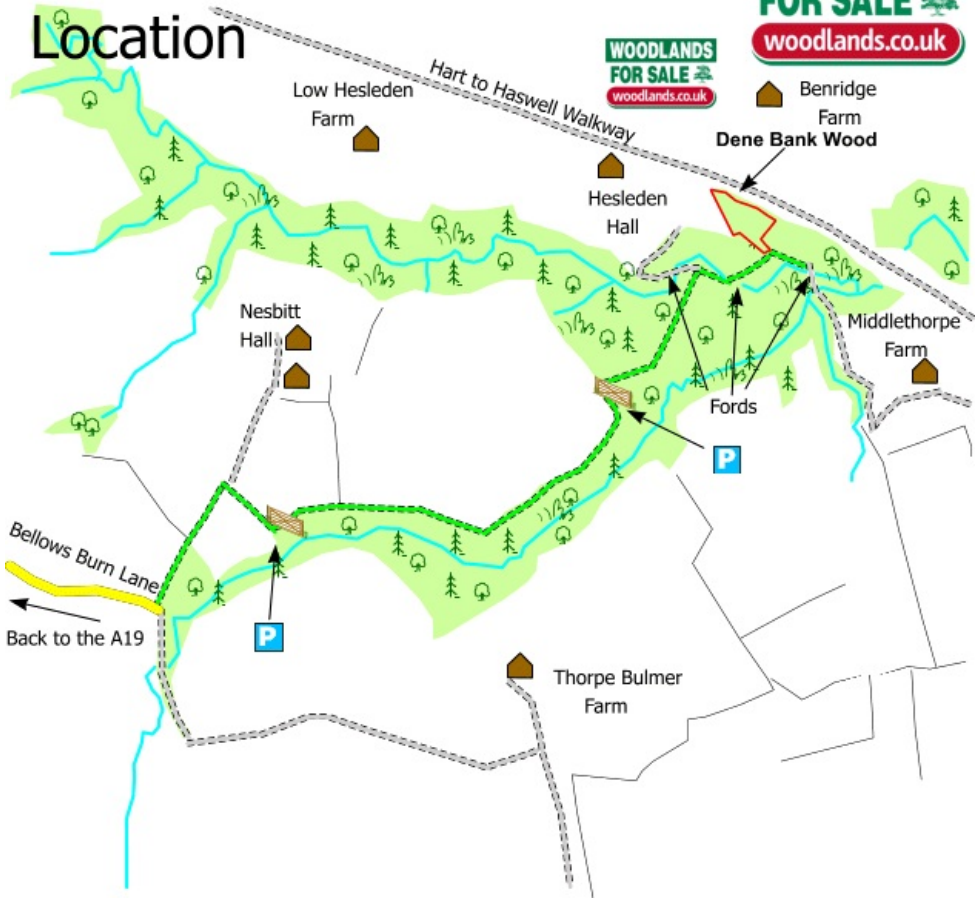 Location
FOR SALE
woodlands.co.uk
WOODLANDS
FOR SALE
woodlands.co.uk
Hart to Haswell Walkway
Low Hesleden
Farm
Benridge
Farm
Dene Bank Wood
Hesleden
Hall
Nesbitt
Hall
Middlethorpe
Farm
Fords
P
Bellows Burn Lane
Back to the A19
P
Thorpe Bulmer
Farm